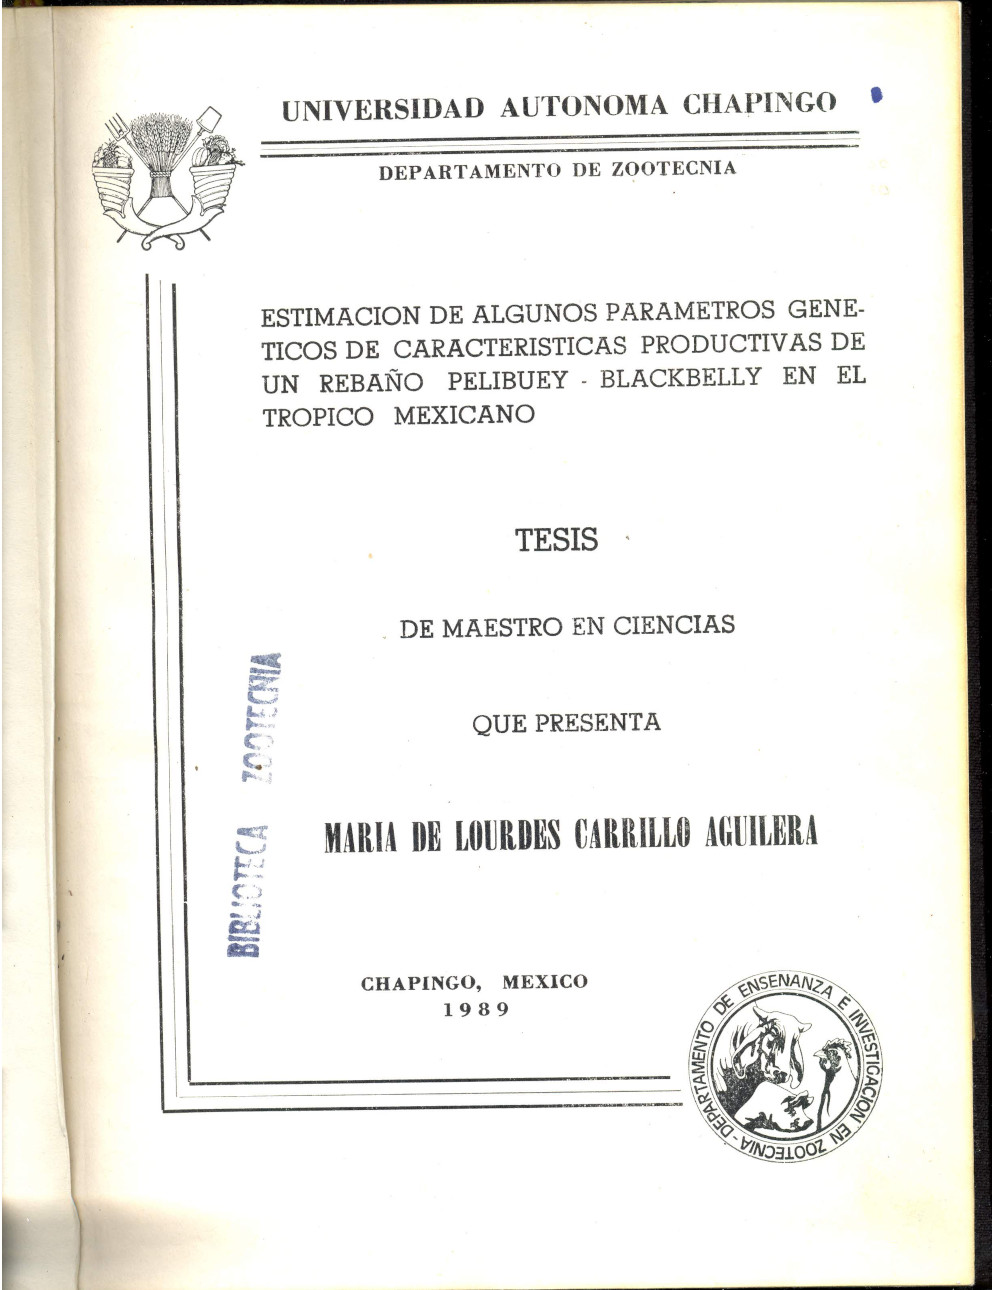 UNIVERSIDAD AUTONOMA CHAPINGO
DEPARTAMENTO DE ZOOTECNIA
ESTIMACION DE ALGUNOS PARAMETROS GENE-
TICOS DE CARACTERISTICAS PRODUCTIVAS DE
UN REBAÑO PELIBUEY - BLACKBELLY EN EL
TROPICO MEXICANO
TESIS
DE MAESTRO EN CIENCIAS
QUE PRESENTA
MARIA DE LOURDES CARRILLO AGUILERA
BIBLIOTECA ZOOTECNIA
CHAPINGO, MEXICO
1989
DEPARTAMENTO DE ENSEÑANZA E INVESTIGACION EN ZOOTECNIA-